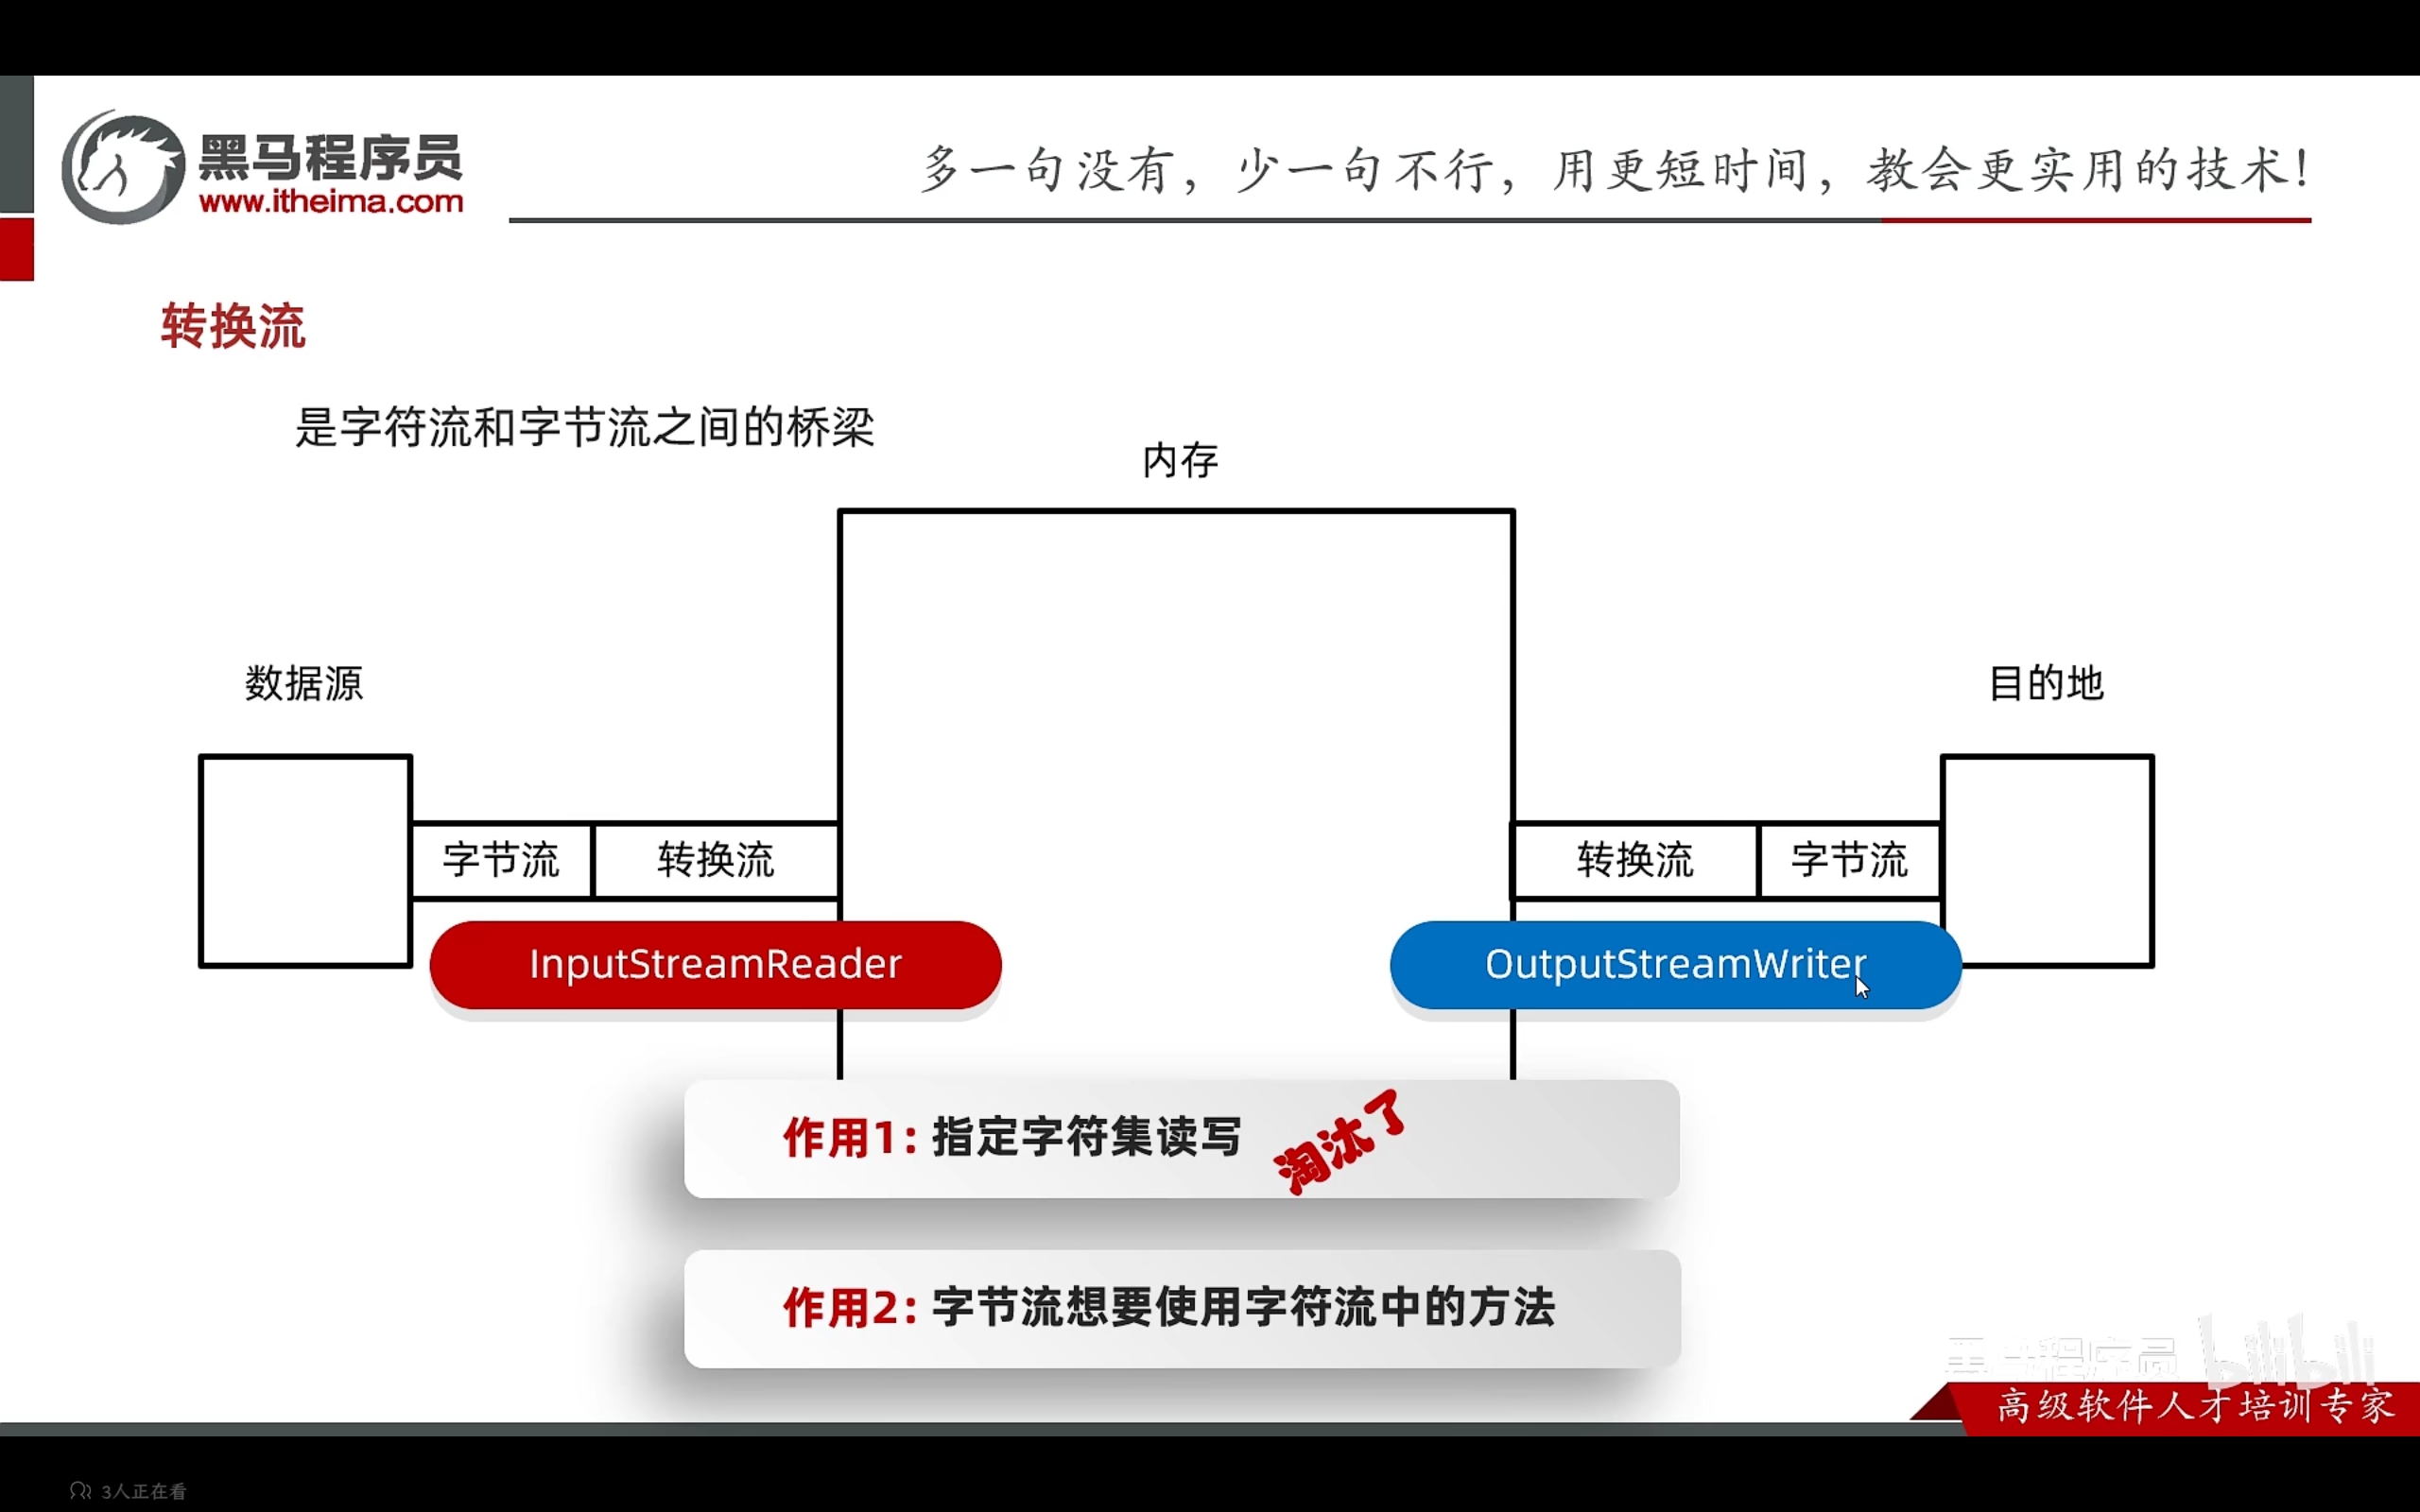 黑马程序员
www.itheima.com
多一句没有，少一句不行，用更短时间，教会更实用的技术！
转换流
是字符流和字节流之间的桥梁
内存
数据源
目的地
字节流
转换流
转换流
字节流
InputStreamReader
OutputStreamWriter
作用1：指定字符集读写
淘汰了
作用2：字节流想要使用字符流中的方法
黑马程序员 bilibili
高级软件人才培训专家
3人正在看